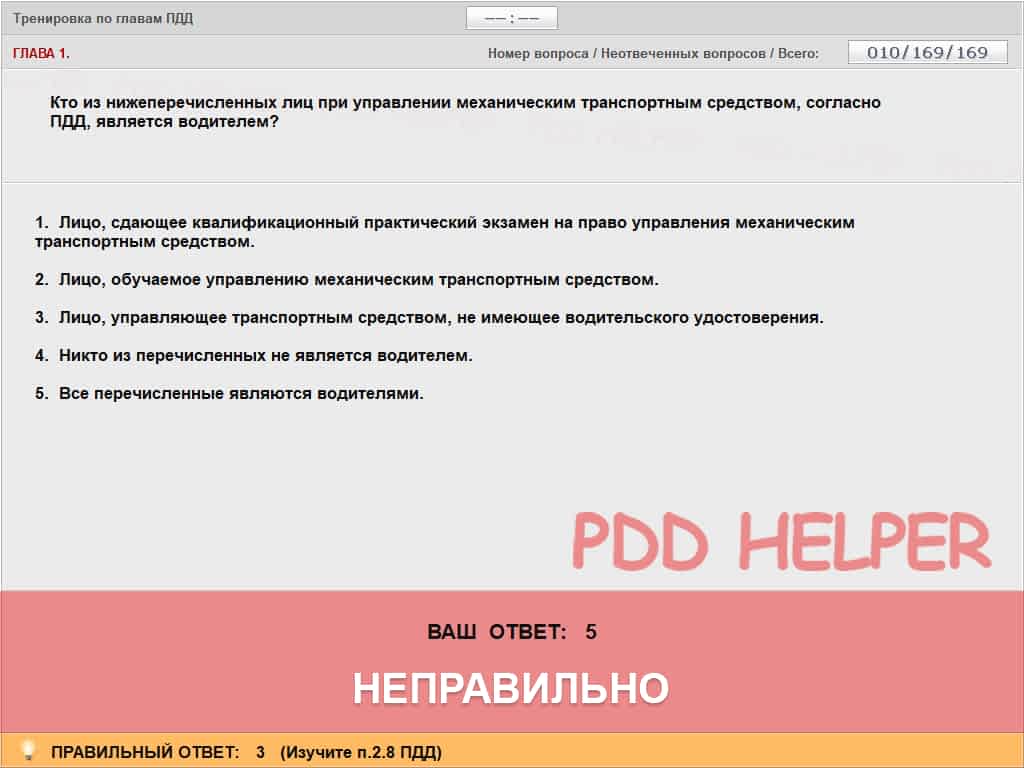 Тренировка по главам ПДД
—— : ——
ГЛАВА 1.
Номер вопроса / Неотвеченных вопросов / Всего:
010/169/169
Кто из нижеперечисленных лиц при управлении механическим транспортным средством, согласно
ПДД, является водителем?
1. Лицо, сдающее квалификационный практический экзамен на право управления механическим
транспортным средством.
2. Лицо, обучаемое управлению механическим транспортным средством.
3. Лицо, управляющее транспортным средством, не имеющее водительского удостоверения.
4. Никто из перечисленных не является водителем.
5. Все перечисленные являются водителями.
PDD HELPER
ВАШ ОТВЕТ: 5
НЕПРАВИЛЬНО
ПРАВИЛЬНЫЙ ОТВЕТ: 3 (Изучите п.2.8 ПДД)